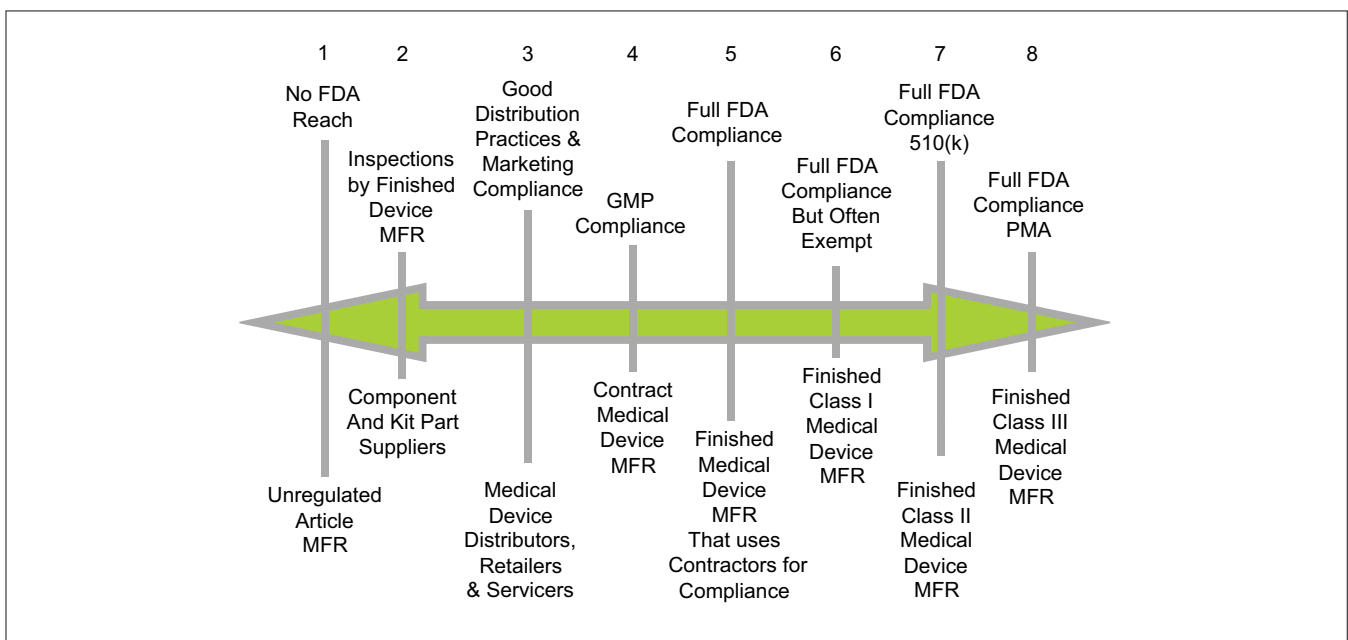 1
2
3
4
5
6
7
8
No FDA
Reach
Inspections
by Finished
Device
MFR
Good
Distribution
Practices &
Marketing
Compliance
GMP
Compliance
Full FDA
Compliance
Full FDA
Compliance
But Often
Exempt
Full FDA
Compliance
510(k)
Full FDA
Compliance
PMA
Unregulated
Article
MFR
Component
And Kit Part
Suppliers
Medical
Device
Distributors,
Retailers
& Servicers
Contract
Medical
Device
MFR
Finished
Medical
Device
MFR
That uses
Contractors for
Compliance
Finished
Class I
Medical
Device
MFR
Finished
Class II
Medical
Device
MFR
Finished
Class III
Medical
Device
MFR